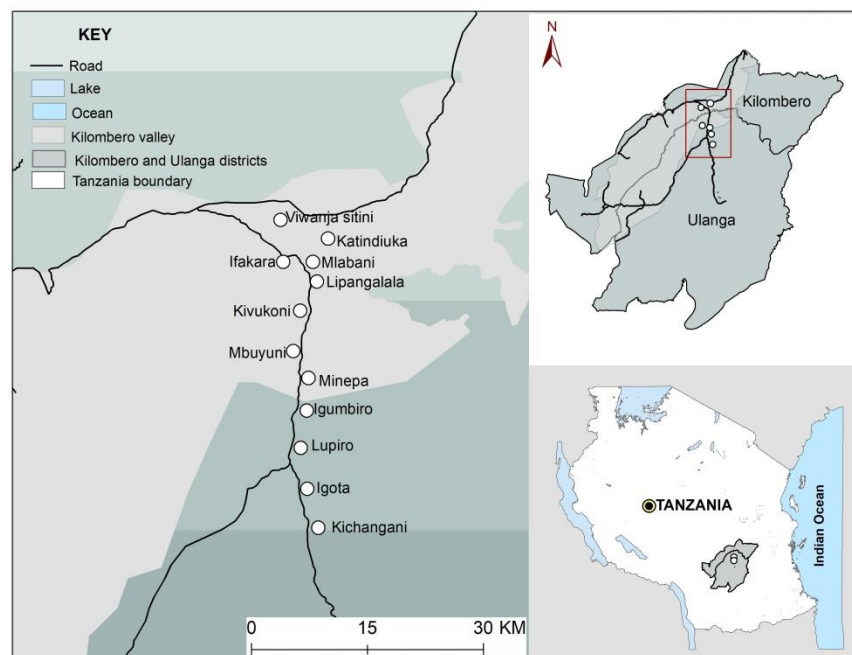 KEY
Road
Lake
Ocean
Kilombero valley
Kilombero and Ulanga districts
Tanzania boundary
Viwanja sitini
Katindiuka
Ifakara
Mlabani
Lipangalala
Kivukoni
Mbuyuni
Minepa
Igumbiro
Lupiro
Igota
Kichangani
0 15 30 KM
N
Kilombero
Ulanga
TANZANIA
Indian Ocean